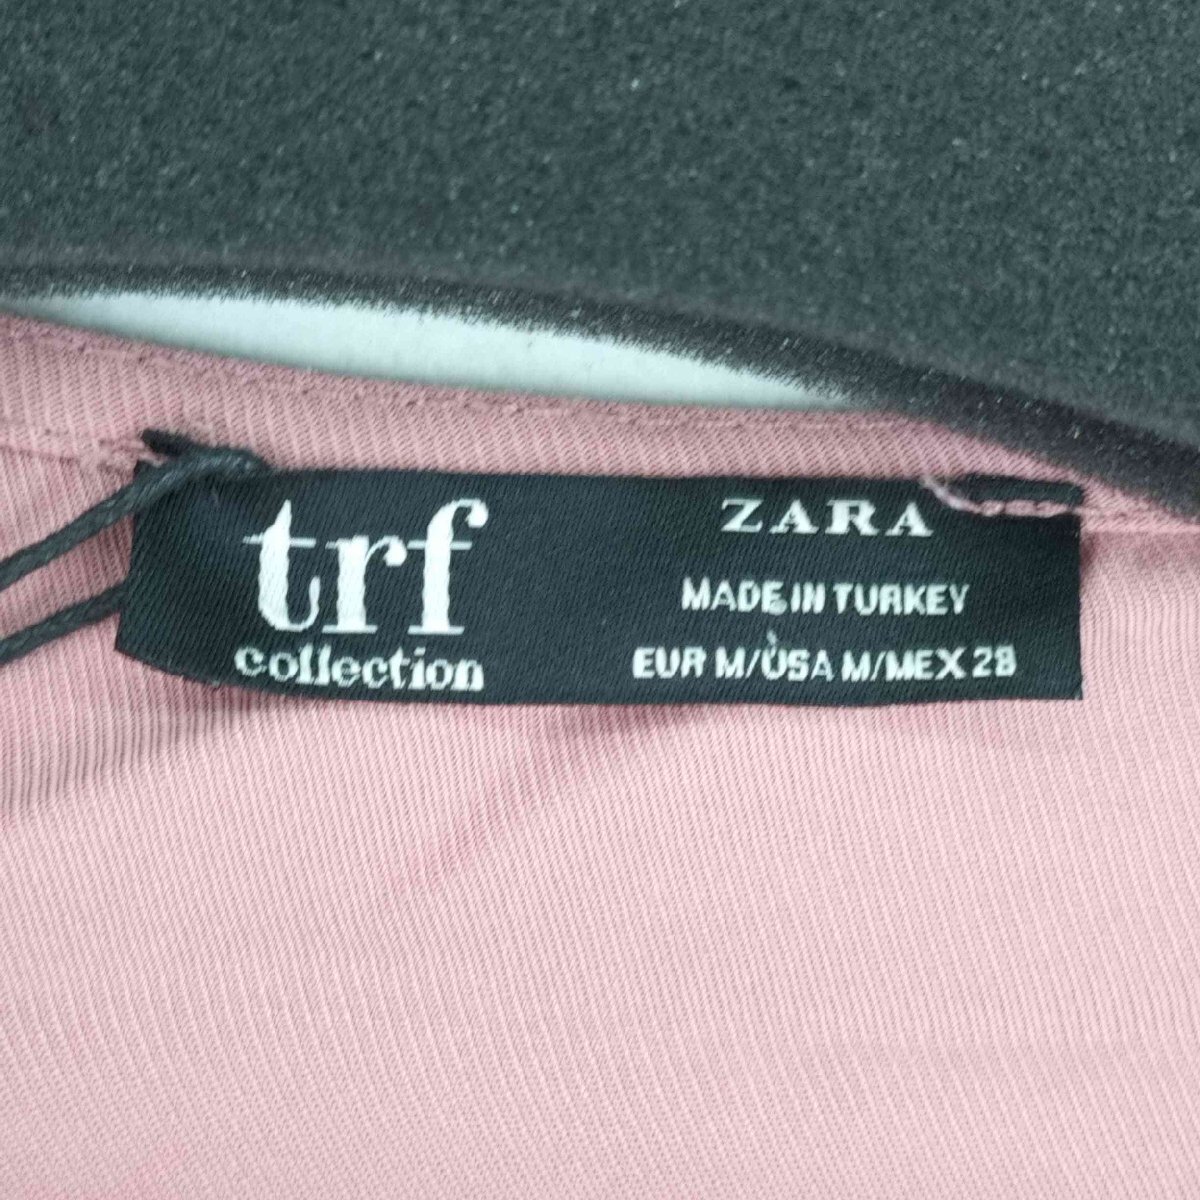 trf
collection
ZARA
MADE IN TURKEY
EUR M/USA M/MEX 28